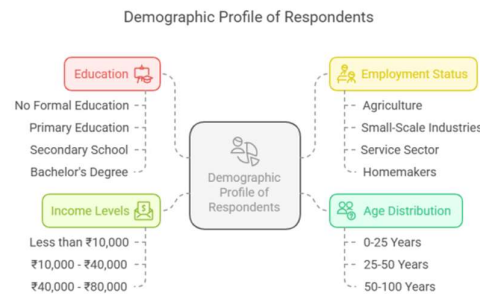 Demographic Profile of Respondents
Education
No Formal Education
Primary Education
Secondary School
Bachelor's Degree
Employment Status
Agriculture
Small-Scale Industries
Service Sector
Homemakers
Demographic
Profile of
Respondents
Income Levels
Less than ₹10,000
₹10,000 - ₹40,000
₹40,000 - ₹80,000
Age Distribution
0-25 Years
25-50 Years
50-100 Years